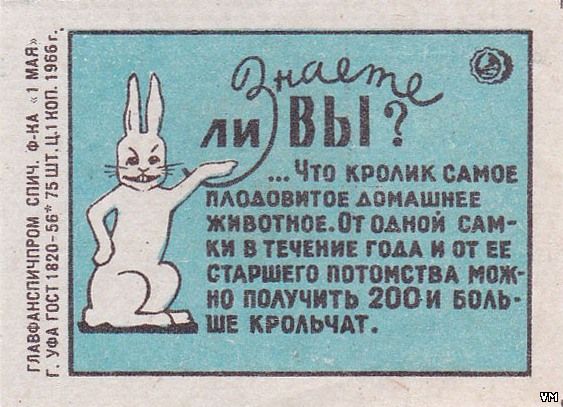 ГЛАВФАНСПИЧПРОМ СПИЧ. Ф-КА «1 МАЯ»
Г. УФА ГОСТ 1820-56* 75 ШТ. Ц.1 КОП. 1966 г.
Знаете
ли ВЫ?
...Что кролик самое
плодовитое домашнее
животное. От одной сам-
ки в течение года и от ее
старшего потомства мож-
но получить 200 и боль-
ше крольчат.
VM